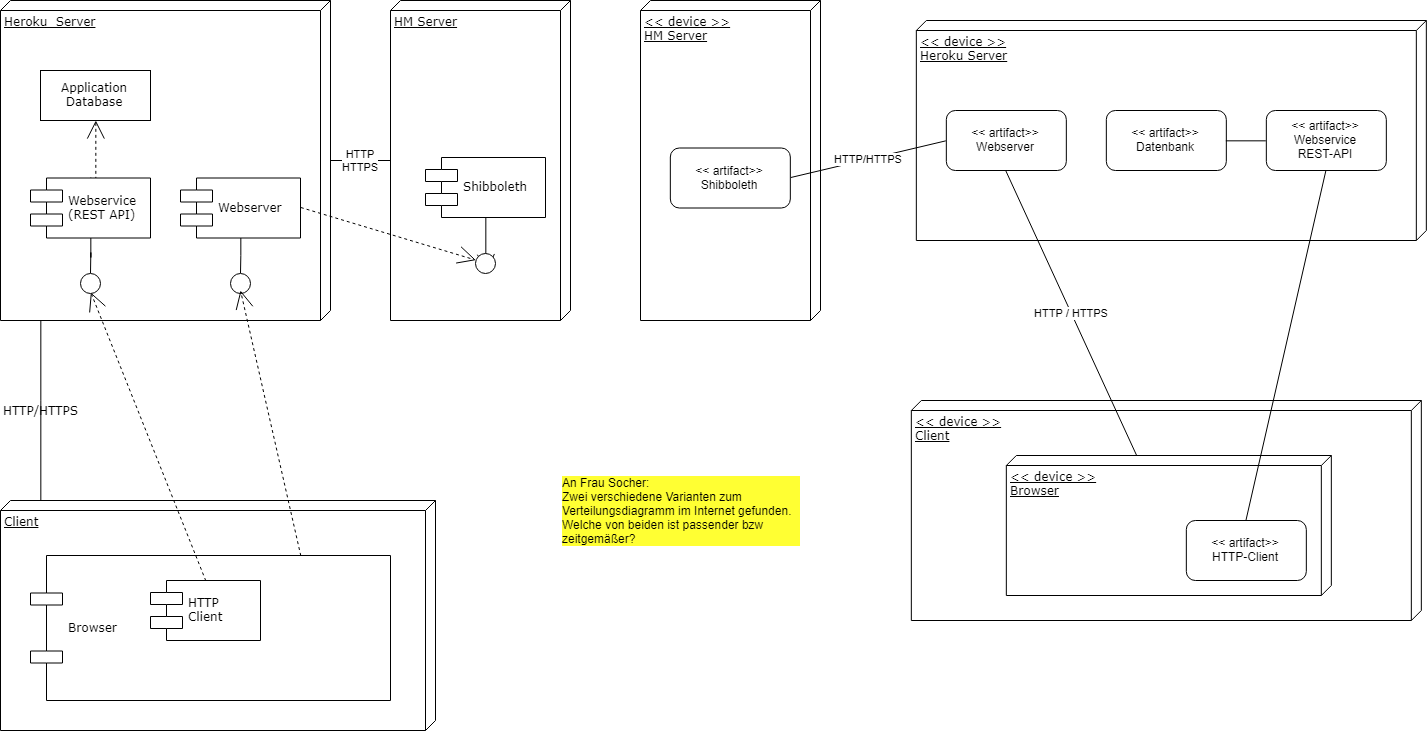 Heroku  Server
Application
Database
Webservice
(REST API)
Webserver
HTTP
HTTPS
HM Server
Shibboleth
HTTP/HTTPS
Client
Browser
HTTP
Client
<< device >>
HM Server
<< artifact>>
Shibboleth
HTTP/HTTPS
<< device >>
Heroku Server
<< artifact>>
Webserver
<< artifact>>
Datenbank
<< artifact>>
Webservice
REST-API
HTTP / HTTPS
<< device >>
Client
<< device >>
Browser
<< artifact>>
HTTP-Client
An Frau Socher:
Zwei verschiedene Varianten zum
Verteilungsdiagramm im Internet gefunden.
Welche von beiden ist passender bzw
zeitgemäßer?